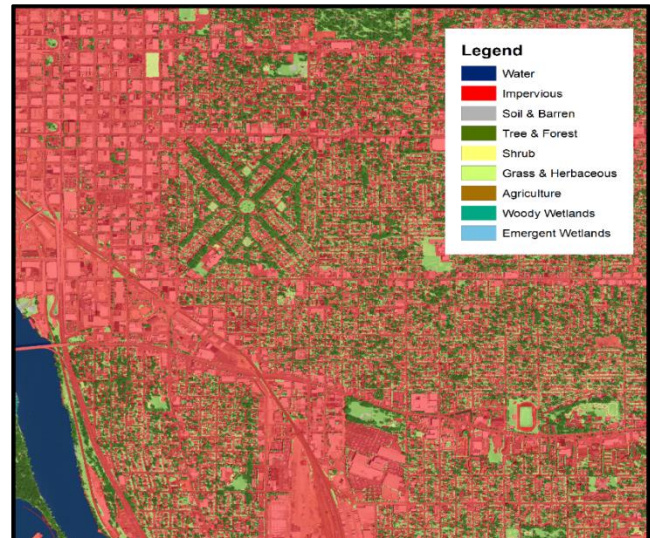 Legend
Water
Impervious
Soil & Barren
Tree & Forest
Shrub
Grass & Herbaceous
Agriculture
Woody Wetlands
Emergent Wetlands